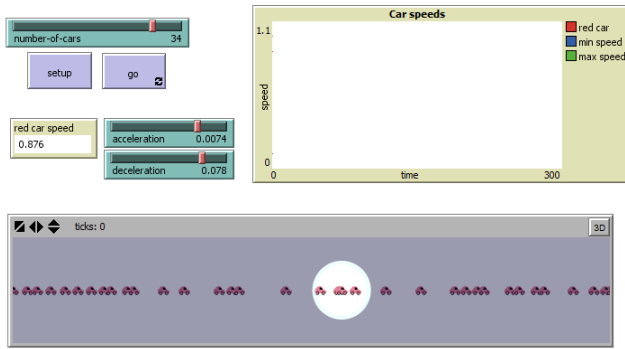 number-of-cars 34
setup
go
red car speed
0.876
acceleration 0.0074
deceleration 0.078
Car speeds
1.1
speed
0
0
time
300
red car
min speed
max speed
ticks: 0
3D